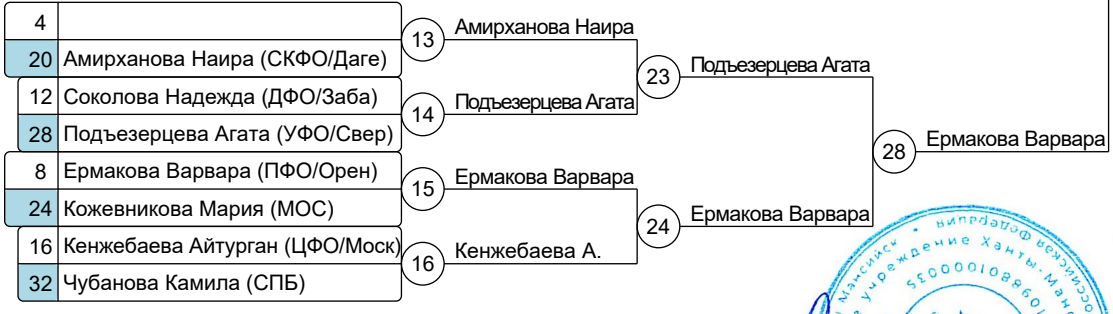 4
20 Амирханова Наира (СКФО/Даге)
12 Соколова Надежда (ДФО/Заба)
28 Подъезерцева Агата (УФО/Свер)
8 Ермакова Варвара (ПФО/Орен)
24 Кожевникова Мария (МОС)
16 Кенжебаева Айтурган (ЦФО/Моск)
32 Чубанова Камила (СПБ)
13 Амирханова Наира
14 Подъезерцева Агата
15 Ермакова Варвара
16 Кенжебаева А.
23 Подъезерцева Агата
24 Ермакова Варвара
28 Ермакова Варвара